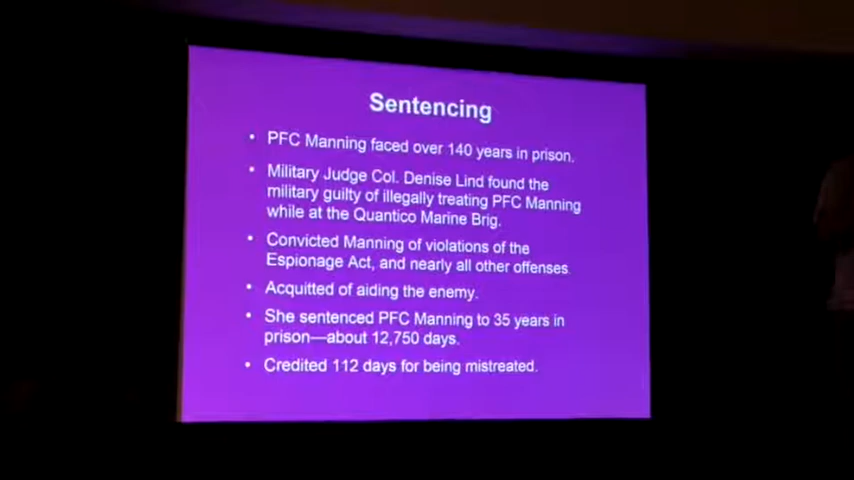 Sentencing
• PFC Manning faced over 140 years in prison.
• Military Judge Col. Denise Lind found the
military guilty of illegally treating PFC Manning
while at the Quantico Marine Brig.
• Convicted Manning of violations of the
Espionage Act, and nearly all other offenses.
• Acquitted of aiding the enemy.
• She sentenced PFC Manning to 35 years in
prison—about 12,750 days.
• Credited 112 days for being mistreated.